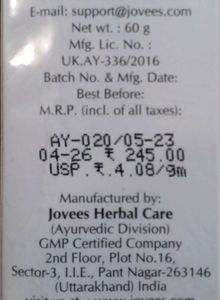 E-mail: support@jovees.com
Net wt. : 60 g
Mfg. Lic. No. :
UK.AY-336/2016
Batch No. & Mfg. Date:
Best Before:
M.R.P. (incl. of all taxes):
AY-020/05-23
04-26 ₹ 245.00
USP.₹.4.08/gm
Manufactured by:
Jovees Herbal Care
(Ayurvedic Division)
GMP Certified Company
2nd Floor, Plot No.16,
Sector-3, I.I.E., Pant Nagar-263146
(Uttarakhand) India